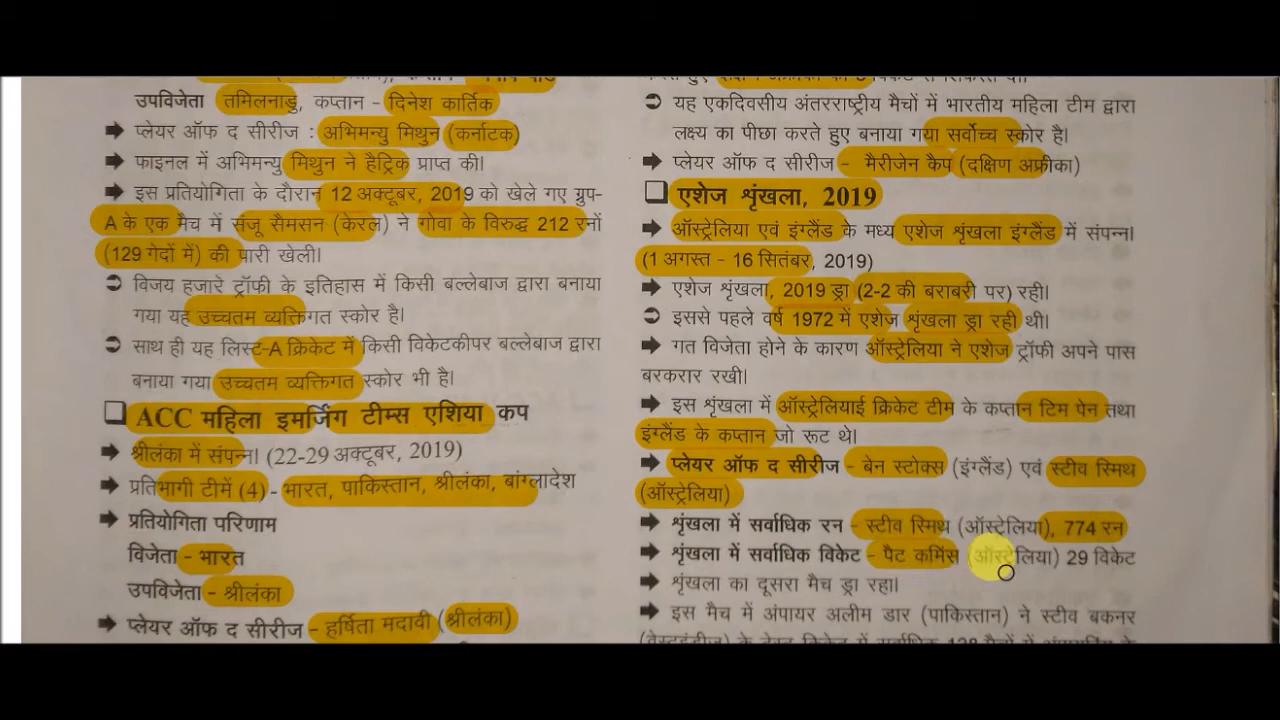 उपविजेता तमिलनाडु, कप्तान - दिनेश कार्तिक
➔ प्लेयर ऑफ द सीरीज : अभिमन्यु मिथुन (कर्नाटक)
➔ फाइनल में अभिमन्यु मिथुन ने हैट्रिक प्राप्त की।
➔ इस प्रतियोगिता के दौरान 12 अक्टूबर, 2019 को खेले गए ग्रुप-
A के एक मैच में संजू सैमसन (केरल) ने गोवा के विरुद्ध 212 रनों
(129 गेदों में) की पारी खेली।
➲ विजय हजारे ट्रॉफी के इतिहास में किसी बल्लेबाज द्वारा बनाया
गया यह उच्चतम व्यक्तिगत स्कोर है।
➲ साथ ही यह लिस्ट-A क्रिकेट में किसी विकेटकीपर बल्लेबाज द्वारा
बनाया गया उच्चतम व्यक्तिगत स्कोर भी है।
❑ ACC महिला इमर्जिंग टीम्स एशिया कप
➔ श्रीलंका में संपन्न। (22-29 अक्टूबर, 2019)
➔ प्रतिभागी टीमें (4) - भारत, पाकिस्तान, श्रीलंका, बांग्लादेश
➔ प्रतियोगिता परिणाम
विजेता - भारत
उपविजेता - श्रीलंका
➔ प्लेयर ऑफ द सीरीज - हर्षिता मदावी (श्रीलंका)
➲ यह एकदिवसीय अंतरराष्ट्रीय मैचों में भारतीय महिला टीम द्वारा
लक्ष्य का पीछा करते हुए बनाया गया सर्वोच्च स्कोर है।
➔ प्लेयर ऑफ द सीरीज - मैरीजेन कैप (दक्षिण अफ्रीका)
❑ एशेज शृंखला, 2019
➔ ऑस्ट्रेलिया एवं इंग्लैंड के मध्य एशेज शृंखला इंग्लैंड में संपन्न।
(1 अगस्त - 16 सितंबर, 2019)
➔ एशेज शृंखला, 2019 ड्रा (2-2 की बराबरी पर) रही।
➲ इससे पहले वर्ष 1972 में एशेज शृंखला ड्रा रही थी।
➔ गत विजेता होने के कारण ऑस्ट्रेलिया ने एशेज ट्रॉफी अपने पास
बरकरार रखी।
➔ इस शृंखला में ऑस्ट्रेलियाई क्रिकेट टीम के कप्तान टिम पेन तथा
इंग्लैंड के कप्तान जो रूट थे।
➔ प्लेयर ऑफ द सीरीज - बेन स्टोक्स (इंग्लैंड) एवं स्टीव स्मिथ
(ऑस्ट्रेलिया)
➔ शृंखला में सर्वाधिक रन - स्टीव स्मिथ (ऑस्ट्रेलिया), 774 रन
➔ शृंखला में सर्वाधिक विकेट - पैट कमिंस (ऑस्ट्रेलिया) 29 विकेट
➔ शृंखला का दूसरा मैच ड्रा रहा।
➔ इस मैच में अंपायर अलीम डार (पाकिस्तान) ने स्टीव बकनर